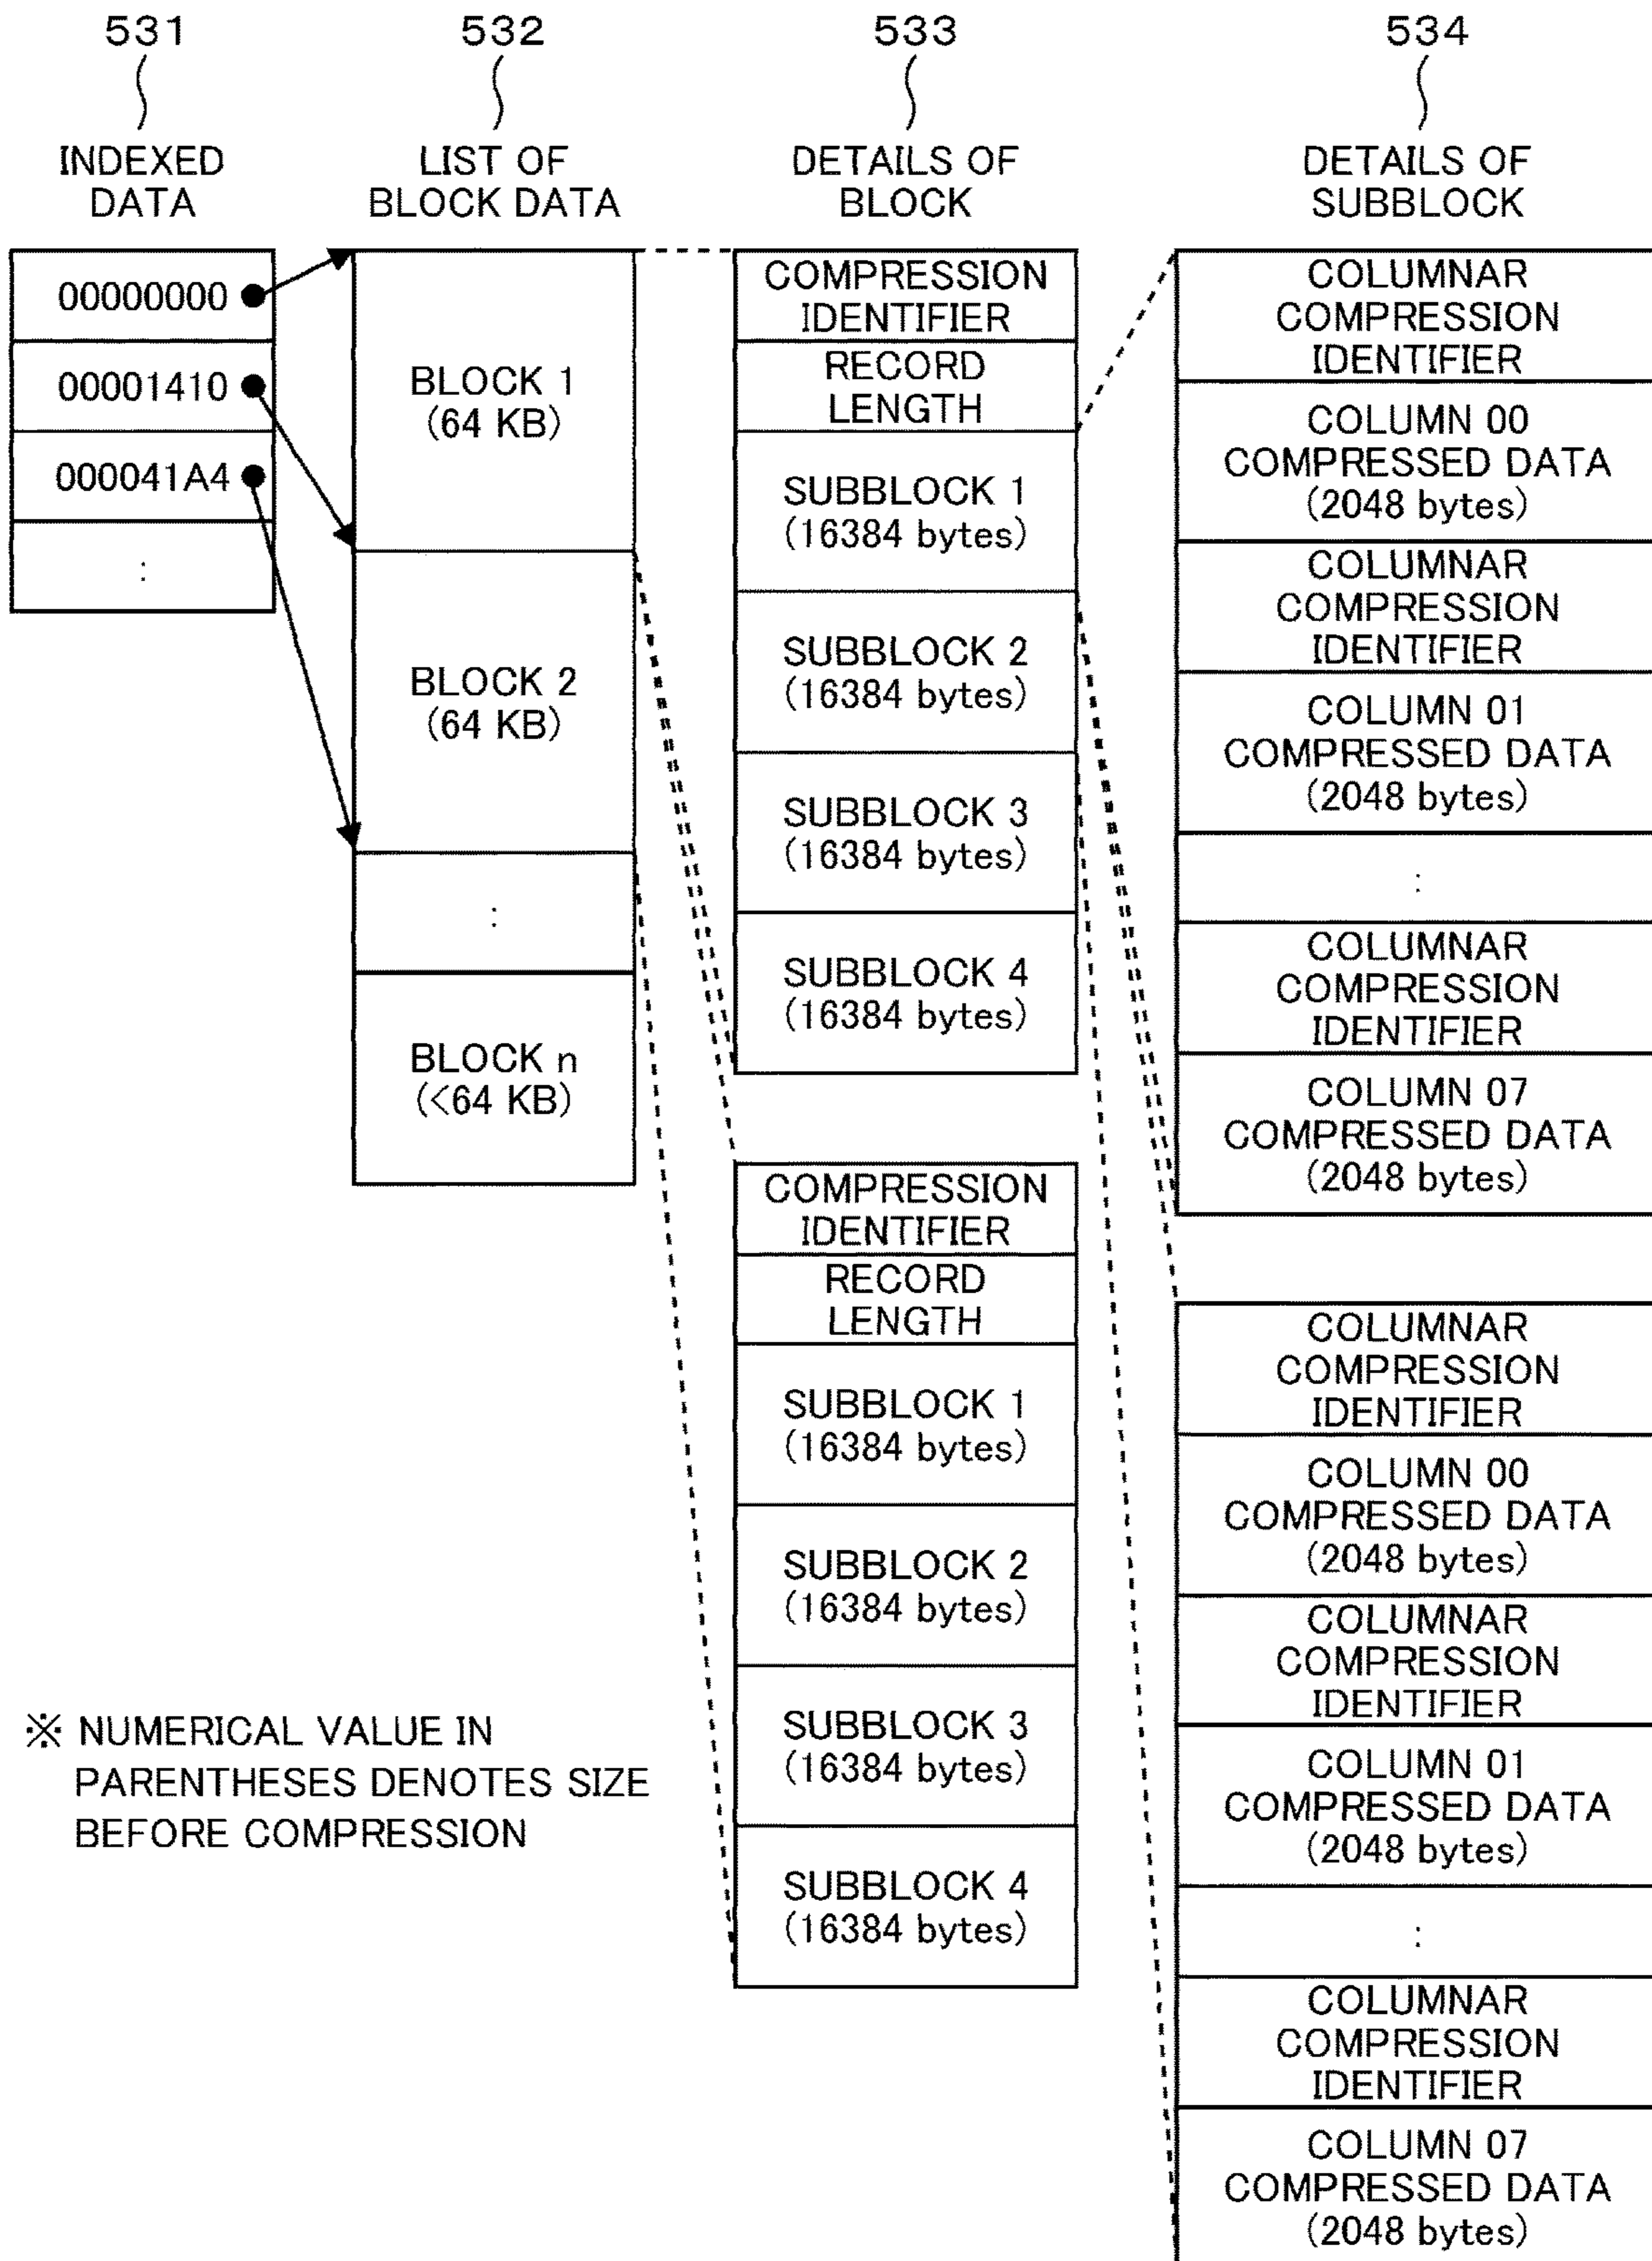 531
532
533
534
INDEXED
DATA
LIST OF
BLOCK DATA
DETAILS OF
BLOCK
DETAILS OF
SUBBLOCK
00000000
00001410
000041A4
:
BLOCK 1
(64 KB)
BLOCK 2
(64 KB)
:
BLOCK n
(<64 KB)
COMPRESSION
IDENTIFIER
RECORD
LENGTH
SUBBLOCK 1
(16384 bytes)
SUBBLOCK 2
(16384 bytes)
SUBBLOCK 3
(16384 bytes)
SUBBLOCK 4
(16384 bytes)
COMPRESSION
IDENTIFIER
RECORD
LENGTH
SUBBLOCK 1
(16384 bytes)
SUBBLOCK 2
(16384 bytes)
SUBBLOCK 3
(16384 bytes)
SUBBLOCK 4
(16384 bytes)
COLUMNAR
COMPRESSION
IDENTIFIER
COLUMN 00
COMPRESSED DATA
(2048 bytes)
COLUMNAR
COMPRESSION
IDENTIFIER
COLUMN 01
COMPRESSED DATA
(2048 bytes)
:
COLUMNAR
COMPRESSION
IDENTIFIER
COLUMN 07
COMPRESSED DATA
(2048 bytes)
COLUMNAR
COMPRESSION
IDENTIFIER
COLUMN 00
COMPRESSED DATA
(2048 bytes)
COLUMNAR
COMPRESSION
IDENTIFIER
COLUMN 01
COMPRESSED DATA
(2048 bytes)
:
COLUMNAR
COMPRESSION
IDENTIFIER
COLUMN 07
COMPRESSED DATA
(2048 bytes)
※ NUMERICAL VALUE IN
PARENTHESES DENOTES SIZE
BEFORE COMPRESSION